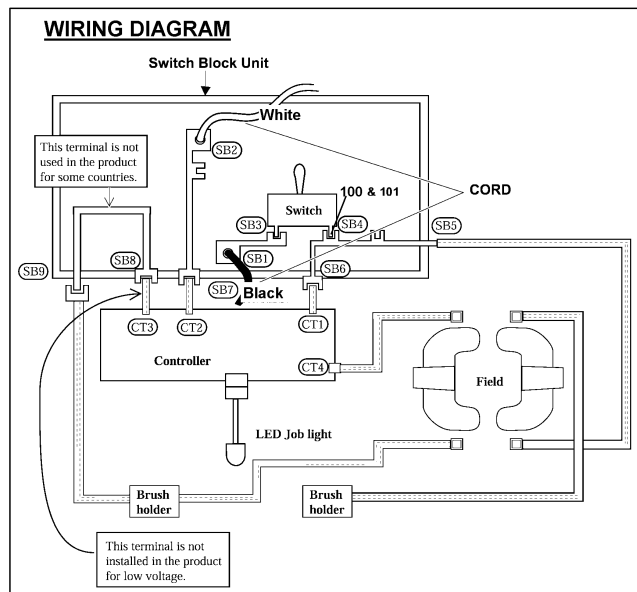 WIRING DIAGRAM
Switch Block Unit
White
This terminal is not
used in the product
for some countries.
SB2
100 & 101
CORD
Switch
SB3
SB4
SB5
SB1
SB9
SB8
SB7
Black
SB6
CT3
CT2
CT1
Controller
CT4
Field
LED Job light
Brush
holder
Brush
holder
This terminal is not
installed in the product
for low voltage.